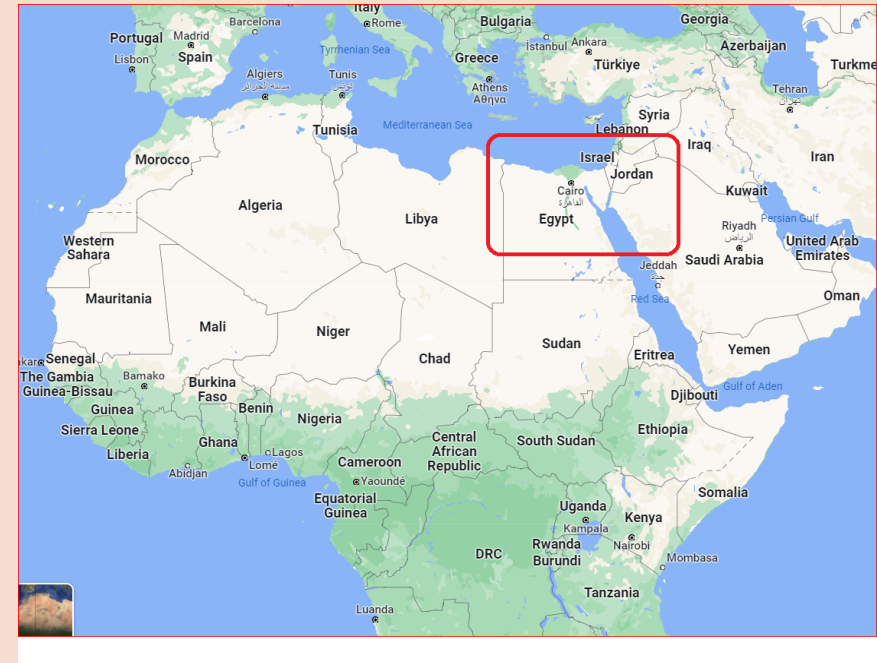 Italy
Barcelona
Rome
Bulgaria
Georgia
Portugal
Madrid
Lisbon
Spain
Tyrrhenian Sea
İstanbul
Ankara
Azerbaijan
Greece
Türkiye
Turkme
Algiers
مدينة الجزائر
Tunis
تونس
Athens
Αθήνα
Tehran
تهران
Syria
Tunisia
Mediterranean Sea
Lebanon
Iraq
Iran
Morocco
Israel
Jordan
Cairo
القاهرة
Kuwait
Algeria
Libya
Egypt
Persian Gulf
Riyadh
الرياض
Western
Sahara
United Arab
Emirates
Saudi Arabia
Jeddah
جدة
Mauritania
Red Sea
Oman
Mali
Niger
Chad
Sudan
Eritrea
Yemen
kar
Senegal
The Gambia
Guinea-Bissau
Bamako
Burkina
Faso
Djibouti
Gulf of Aden
Guinea
Benin
Nigeria
Sierra Leone
Ghana
Ethiopia
Central
African
Republic
South Sudan
Liberia
Lagos
Abidjan
Lomé
Cameroon
Gulf of Guinea
Yaoundé
Equatorial
Guinea
Somalia
Uganda
Kampala
Kenya
DRC
Rwanda
Burundi
Nairobi
Mombasa
Tanzania
Luanda